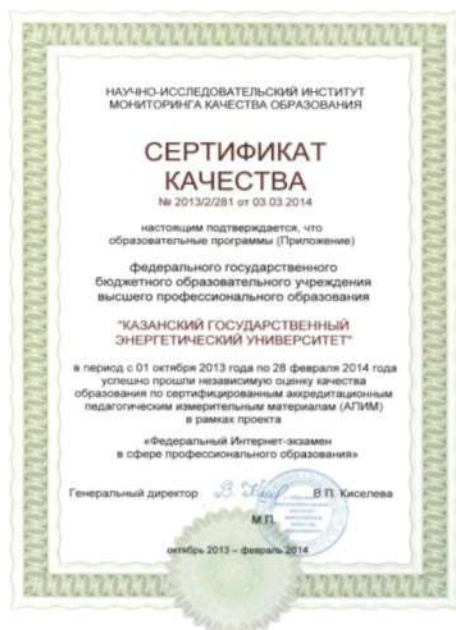 НАУЧНО-ИССЛЕДОВАТЕЛЬСКИЙ ИНСТИТУТ
МОНИТОРИНГА КАЧЕСТВА ОБРАЗОВАНИЯ
СЕРТИФИКАТ
КАЧЕСТВА
№ 2013/2/281 от 03.03.2014
настоящим подтверждается, что
образовательные программы (Приложение)
федерального государственного
бюджетного образовательного учреждения
высшего профессионального образования
"КАЗАНСКИЙ ГОСУДАРСТВЕННЫЙ
ЭНЕРГЕТИЧЕСКИЙ УНИВЕРСИТЕТ"
в период с 01 октября 2013 года по 28 февраля 2014 года
успешно прошли независимую оценку качества
образования по сертифицированным аккредитационным
педагогическим измерительным материалам (АПИМ)
в рамках проекта
«Федеральный Интернет-экзамен
в сфере профессионального образования»
Генеральный директор В.П. Киселева
М.П.
октябрь 2013 – февраль 2014